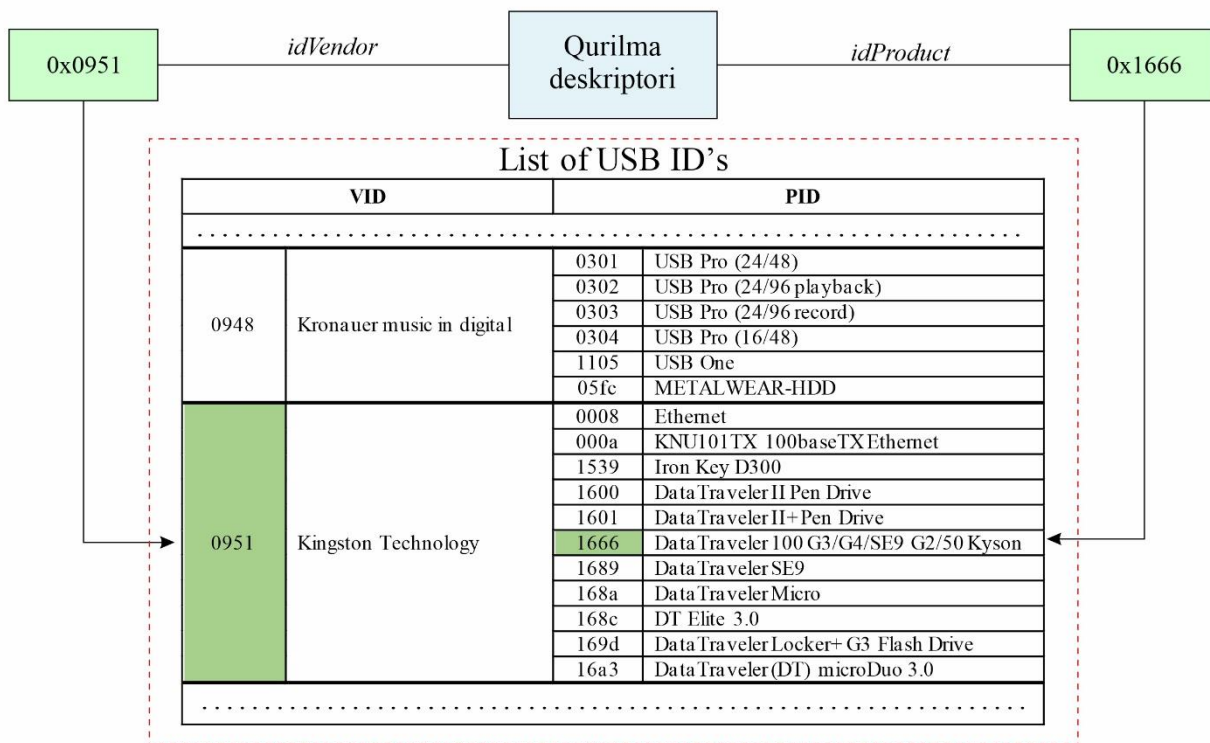 0x0951
idVendor
Qurilma
deskriptori
idProduct
0x1666
List of USB ID’s
VID PID
0948 Kronauer music in digital
0301 USB Pro (24/48)
0302 USB Pro (24/96 playback)
0303 USB Pro (24/96 record)
0304 USB Pro (16/48)
1105 USB One
05fc METALWEAR-HDD
0951 Kingston Technology
0008 Ethernet
000a KNU101TX 100baseTX Ethernet
1539 Iron Key D300
1600 DataTraveler II Pen Drive
1601 DataTraveler II+ Pen Drive
1666 DataTraveler 100 G3/G4/SE9 G2/50 Kyson
1689 DataTraveler SE9
168a DataTraveler Micro
168c DT Elite 3.0
169d DataTraveler Locker+ G3 Flash Drive
16a3 DataTraveler (DT) microDuo 3.0